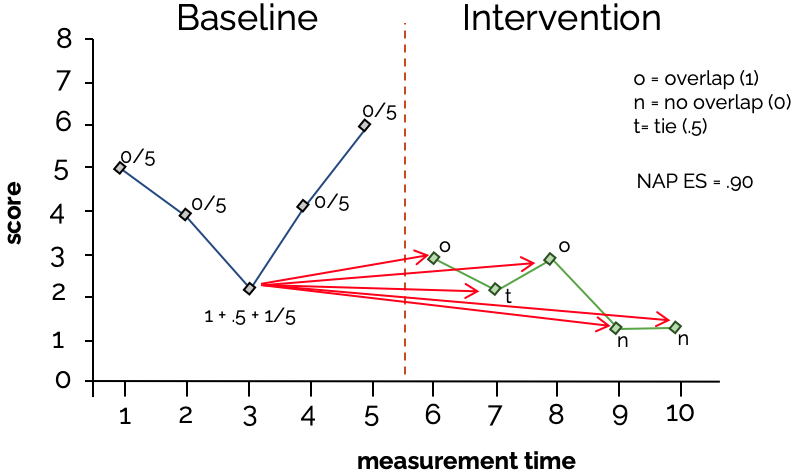 Baseline
Intervention
8
7
6
5
4
3
2
1
0
score
0/5
0/5
1 + .5 + 1/5
0/5
0/5
o
t
o
n
n
o = overlap (1)
n = no overlap (0)
t= tie (.5)
NAP ES = .90
1 2 3 4 5 6 7 8 9 10
measurement time